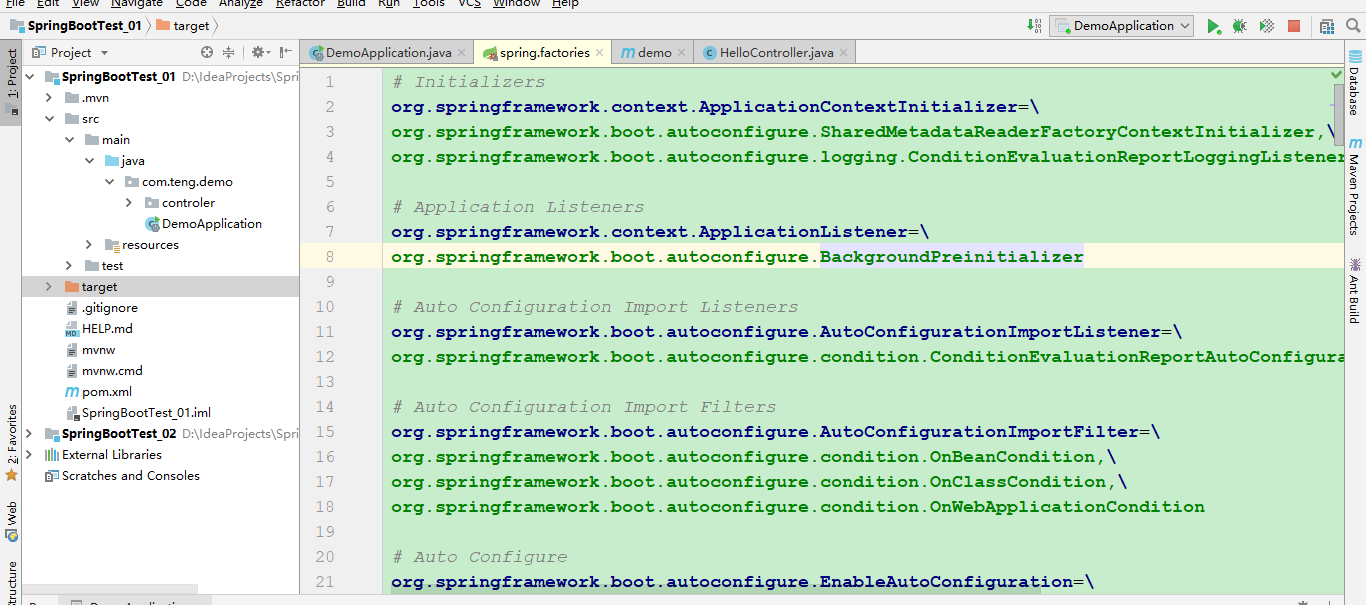 File Edit View Navigate Code Analyze Refactor Build Run Tools VCS Window Help
SpringBootTest_01 target DemoApplication
Project
DemoApplication.java spring.factories demo HelloController.java
SpringBootTest_01 D:\IdeaProjects\Spri
.mvn
src
main
java
com.teng.demo
controler
DemoApplication
resources
test
target
.gitignore
HELP.md
mvnw
mvnw.cmd
pom.xml
SpringBootTest_01.iml
SpringBootTest_02 D:\IdeaProjects\Spri
External Libraries
Scratches and Consoles
1 # Initializers
2 org.springframework.context.ApplicationContextInitializer=\
3 org.springframework.boot.autoconfigure.SharedMetadataReaderFactoryContextInitializer,\
4 org.springframework.boot.autoconfigure.logging.ConditionEvaluationReportLoggingListener
5
6 # Application Listeners
7 org.springframework.context.ApplicationListener=\
8 org.springframework.boot.autoconfigure.BackgroundPreinitializer
9
10 # Auto Configuration Import Listeners
11 org.springframework.boot.autoconfigure.AutoConfigurationImportListener=\
12 org.springframework.boot.autoconfigure.condition.ConditionEvaluationReportAutoConfigura
13
14 # Auto Configuration Import Filters
15 org.springframework.boot.autoconfigure.AutoConfigurationImportFilter=\
16 org.springframework.boot.autoconfigure.condition.OnBeanCondition,\
17 org.springframework.boot.autoconfigure.condition.OnClassCondition,\
18 org.springframework.boot.autoconfigure.condition.OnWebApplicationCondition
19
20 # Auto Configure
21 org.springframework.boot.autoconfigure.EnableAutoConfiguration=\
1: Project
2: Favorites
Web
Database
Maven Projects
Ant Build